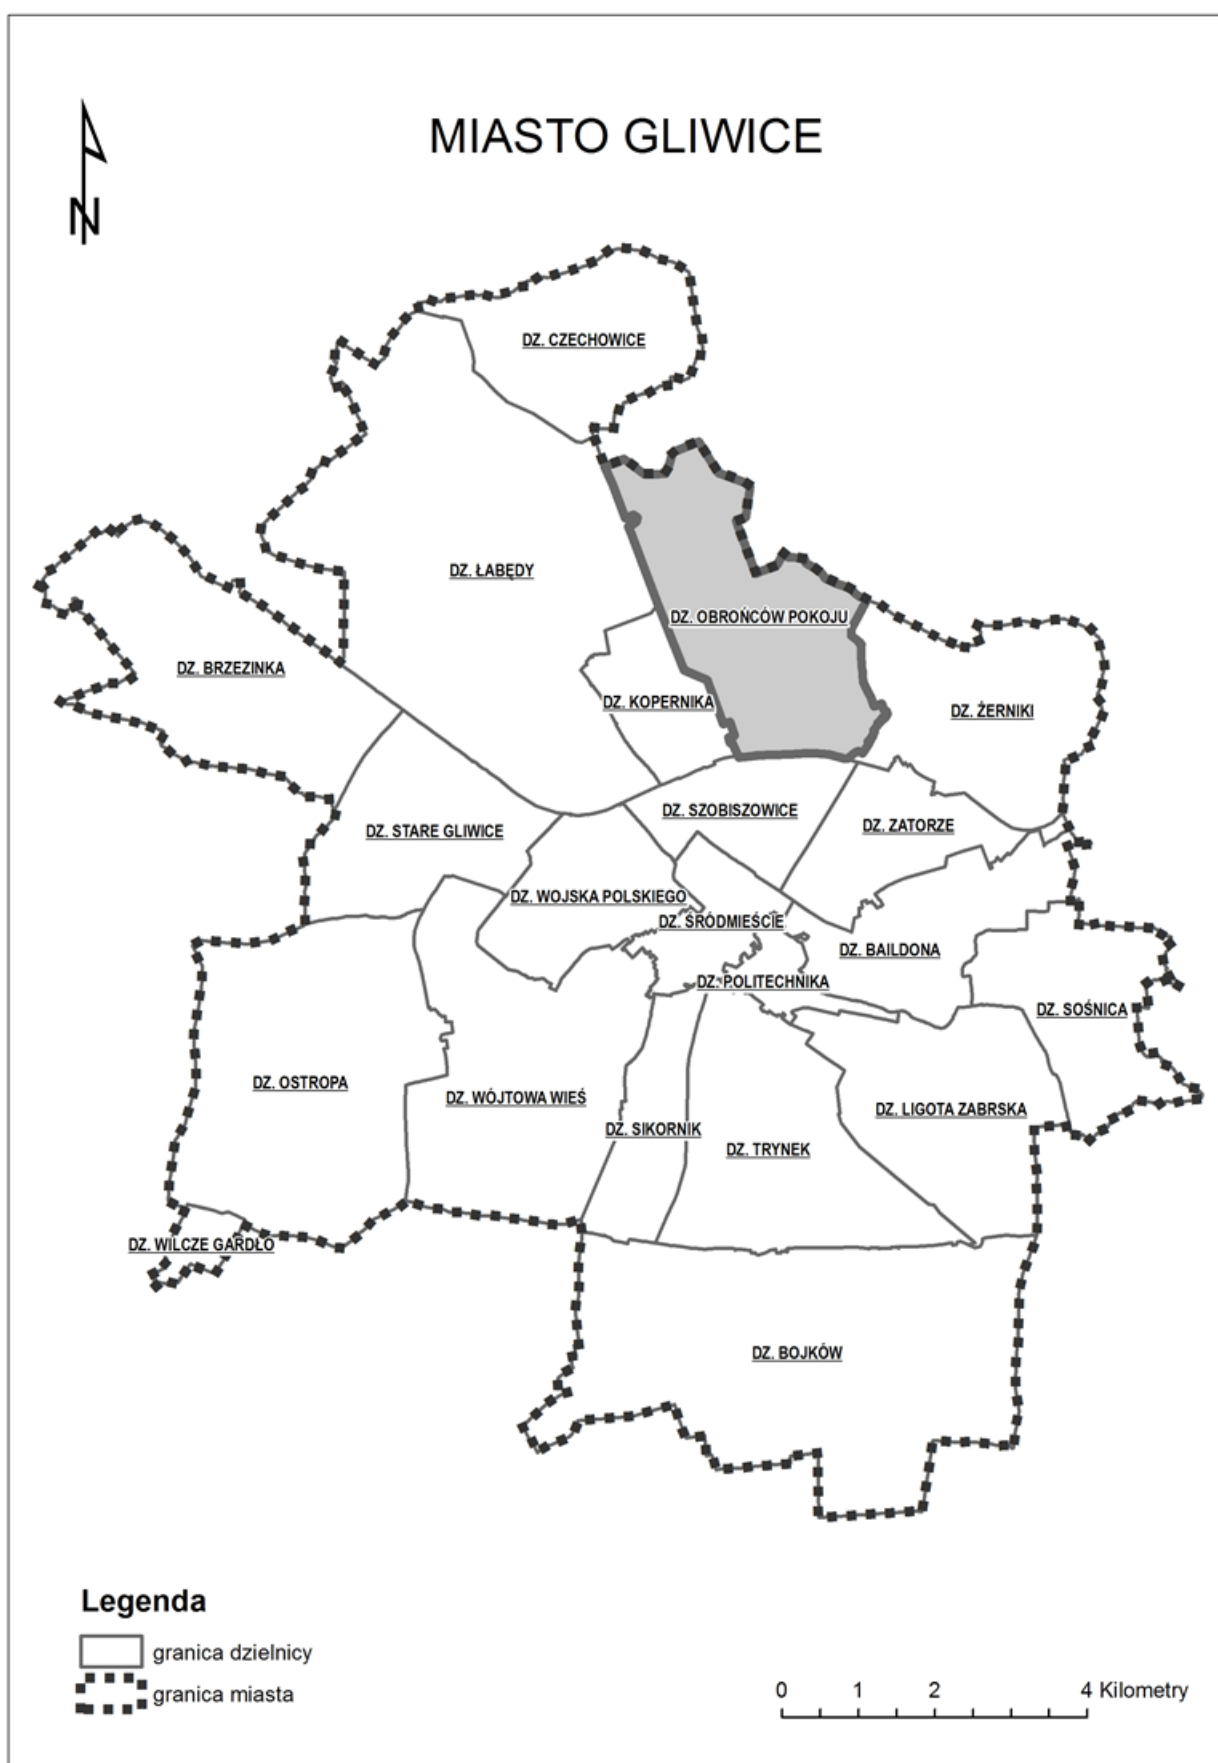 MIASTO GLIWICE
N
DZ. CZECHOWICE
DZ. ŁABĘDY
DZ. OBROŃCÓW POKOJU
DZ. BRZEZINKA
DZ. KOPERNIKA
DZ. ŻERNIKI
DZ. SZOBISZOWICE
DZ. STARE GLIWICE
DZ. ZATORZE
DZ. WOJSKA POLSKIEGO
DZ. ŚRÓDMIEŚCIE
DZ. BAILDONA
DZ. POLITECHNIKA
DZ. SOŚNICA
DZ. OSTROPA
DZ. WÓJTOWA WIEŚ
DZ. LIGOTA ZABRSKA
DZ. SIKORNIK
DZ. TRYNEK
DZ. WILCZE GARDŁO
DZ. BOJKÓW
Legenda
granica dzielnicy
granica miasta
0 1 2 4 Kilometry